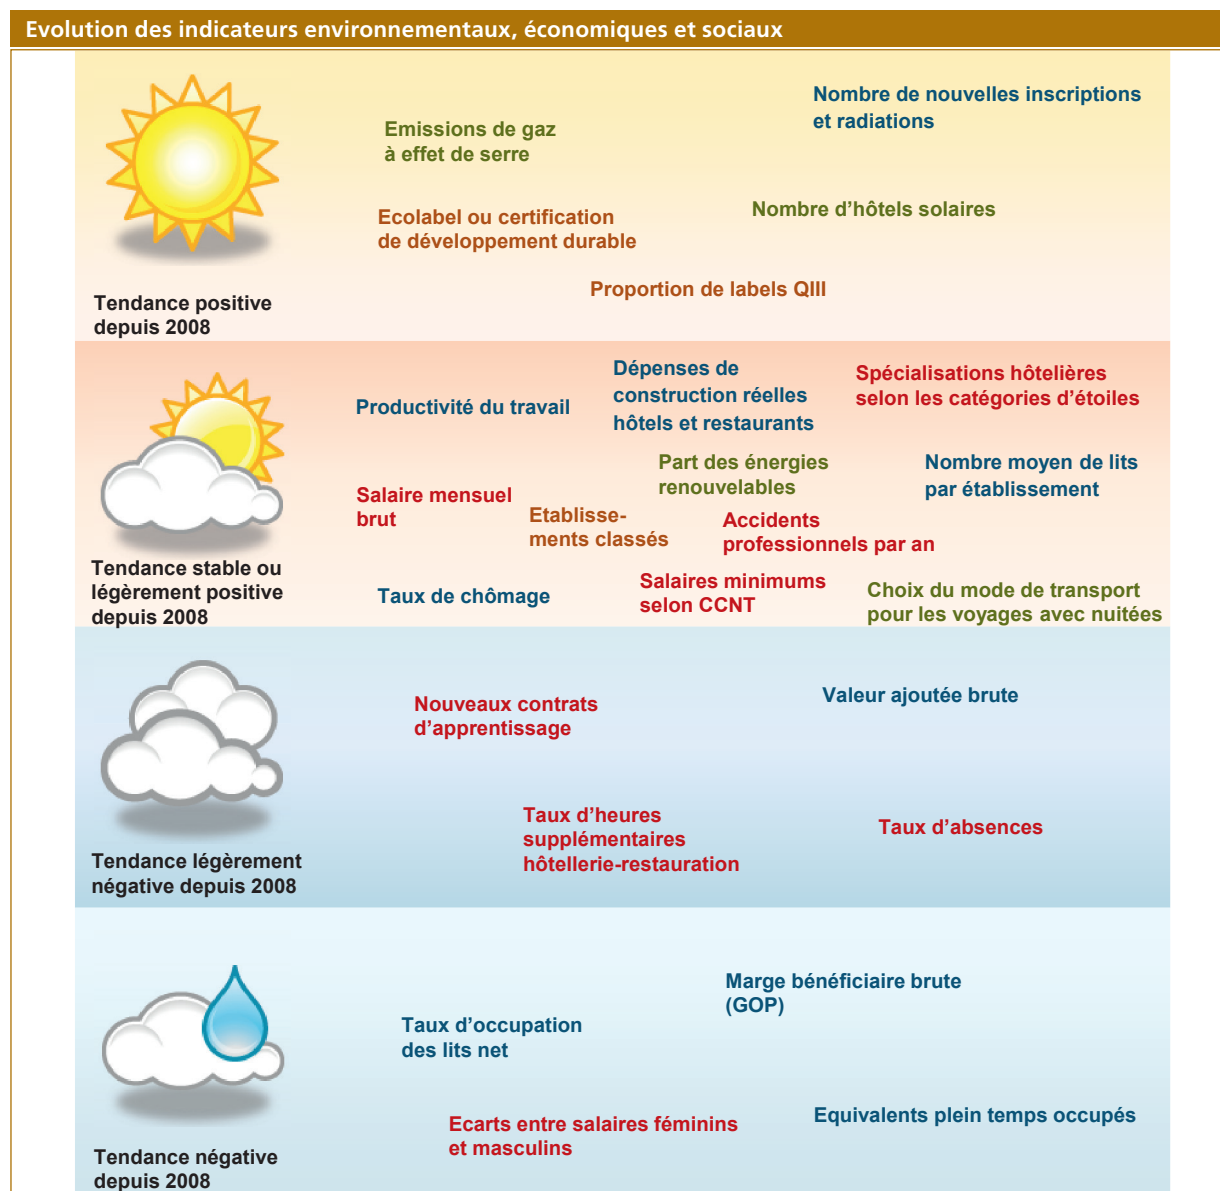 Evolution des indicateurs environnementaux, économiques et sociaux
Nombre de nouvelles inscriptions
et radiations
Emissions de gaz
à effet de serre
Nombre d’hôtels solaires
Ecolabel ou certification
de développement durable
Proportion de labels QIII
Tendance positive
depuis 2008
Dépenses de
construction réelles
hôtels et restaurants
Spécialisations hôtelières
selon les catégories d’étoiles
Productivité du travail
Part des énergies
renouvelables
Nombre moyen de lits
par établissement
Salaire mensuel
brut
Etablisse-
ments classés
Accidents
professionnels par an
Taux de chômage
Salaires minimums
selon CCNT
Choix du mode de transport
pour les voyages avec nuitées
Tendance stable ou
légèrement positive
depuis 2008
Nouveaux contrats
d’apprentissage
Valeur ajoutée brute
Taux d’heures
supplémentaires
hôtellerie-restauration
Taux d’absences
Tendance légèrement
négative depuis 2008
Marge bénéficiaire brute
(GOP)
Taux d’occupation
des lits net
Ecarts entre salaires féminins
et masculins
Equivalents plein temps occupés
Tendance négative
depuis 2008